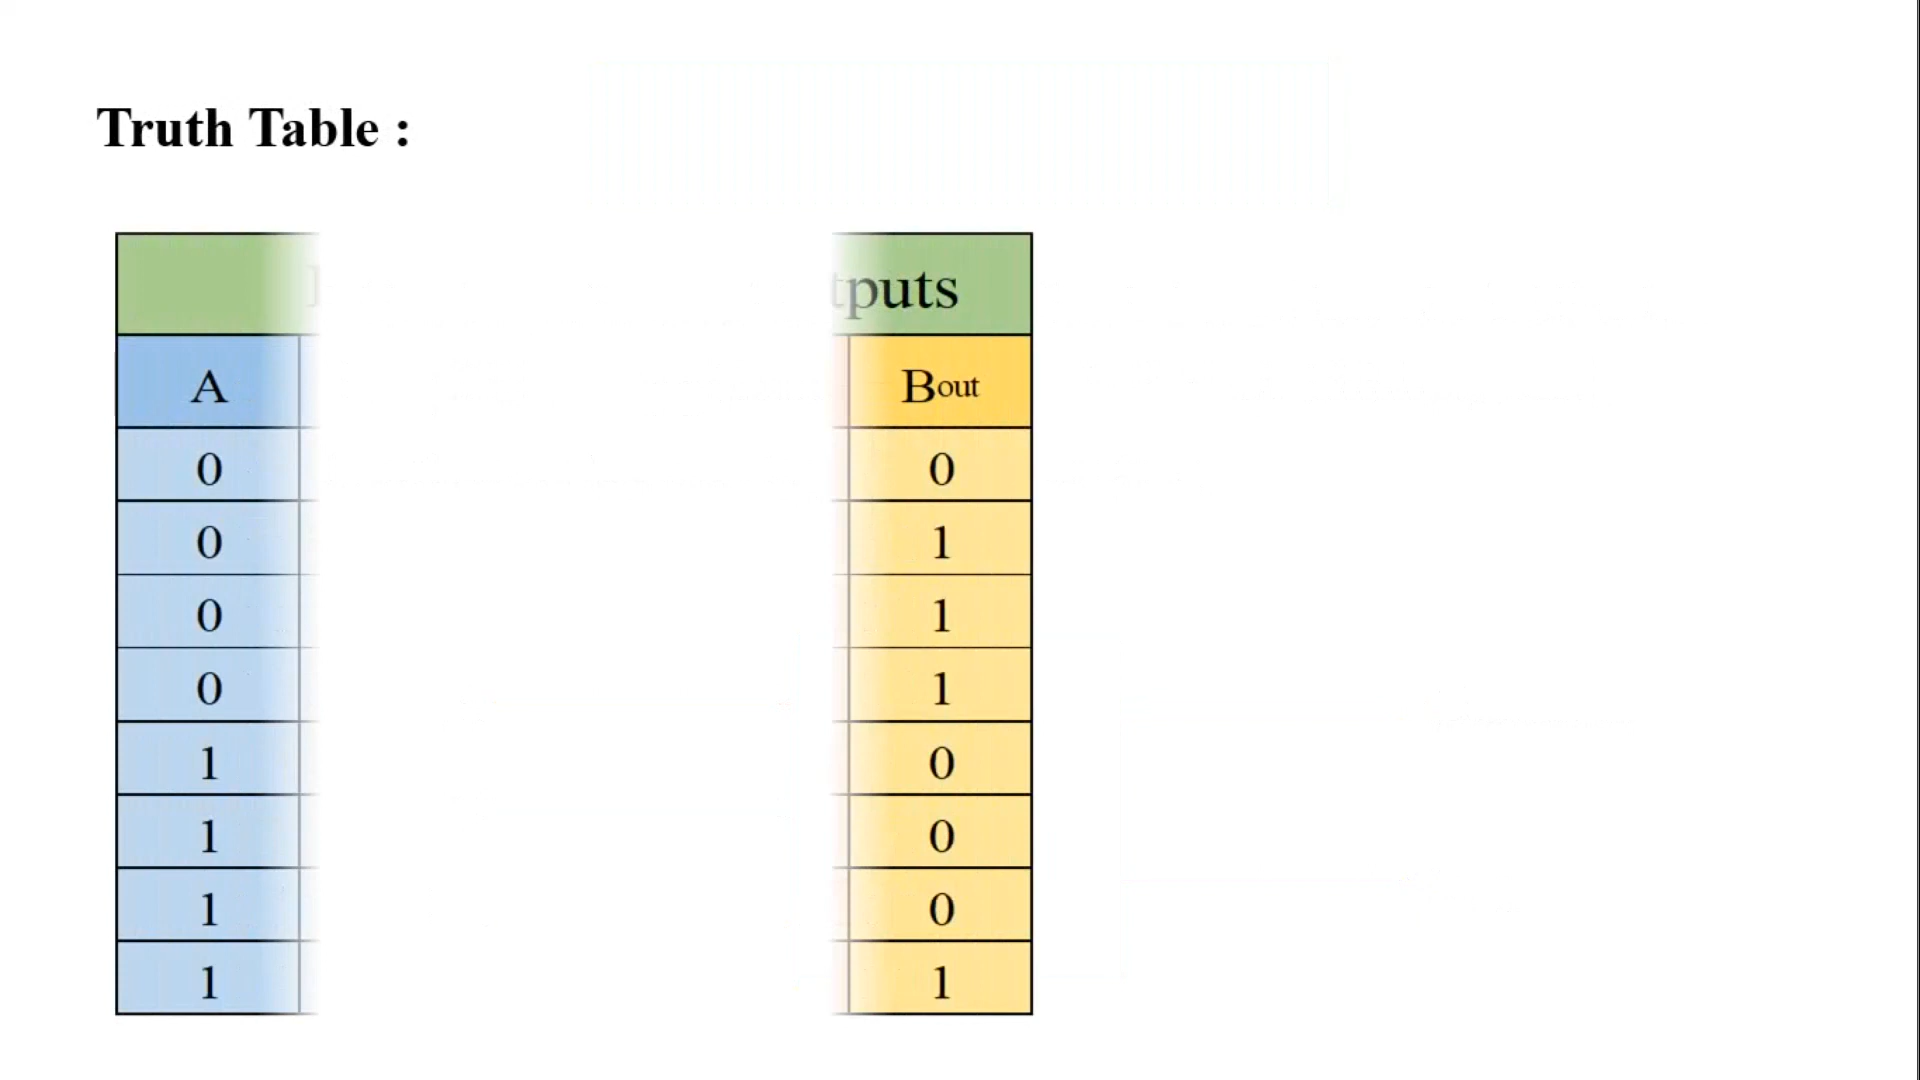 Truth Table :
puts
A Bout
0 0
0 1
0 1
0 1
1 0
1 0
1 0
1 1